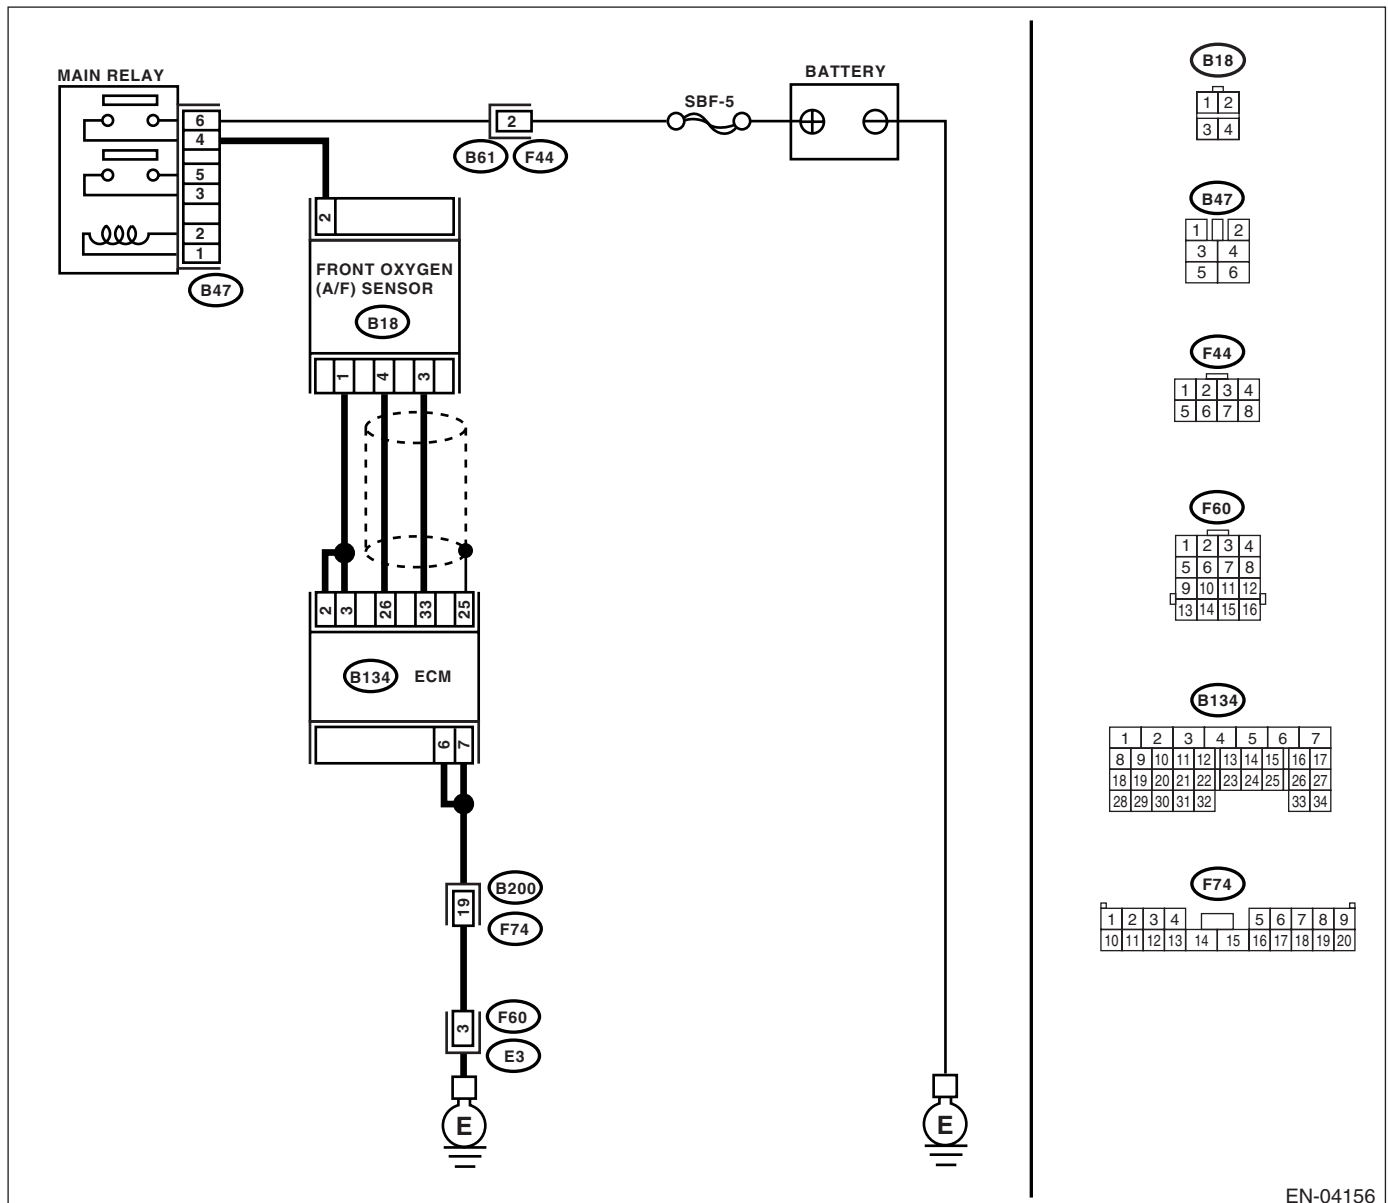 MAIN RELAY
6
4
5
3
2
1
B47
2
B61 F44
SBF-5
BATTERY
2
FRONT OXYGEN
(A/F) SENSOR
B18
1 4 3
2 3 26 33 25
B134 ECM
6 7
19
B200
F74
3
F60
E3
E
E
B18
1 2
3 4
B47
1 2
3 4
5 6
F44
1 2 3 4
5 6 7 8
F60
1 2 3 4
5 6 7 8
9 10 11 12
13 14 15 16
B134
1 2 3 4 5 6 7
8 9 10 11 12 13 14 15 16 17
18 19 20 21 22 23 24 25 26 27
28 29 30 31 32 33 34
F74
1 2 3 4 5 6 7 8 9
10 11 12 13 14 15 16 17 18 19 20
EN-04156